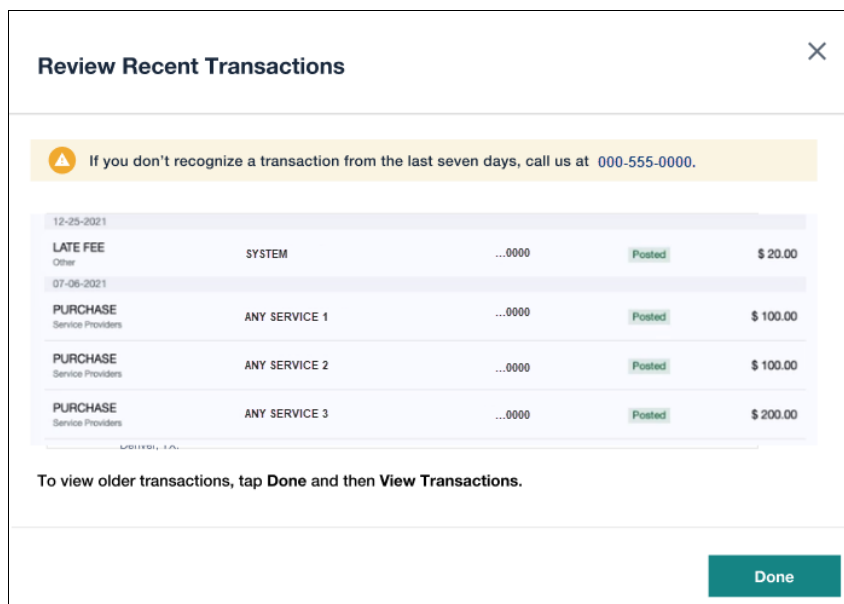 Review Recent Transactions
If you don't recognize a transaction from the last seven days, call us at 000-555-0000.
12-25-2021
LATE FEE SYSTEM ...0000 Posted $ 20.00
Other
07-06-2021
PURCHASE ANY SERVICE 1 ...0000 Posted $ 100.00
Service Providers
PURCHASE ANY SERVICE 2 ...0000 Posted $ 100.00
Service Providers
PURCHASE ANY SERVICE 3 ...0000 Posted $ 200.00
Service Providers
Denver, TX.
To view older transactions, tap Done and then View Transactions.
Done